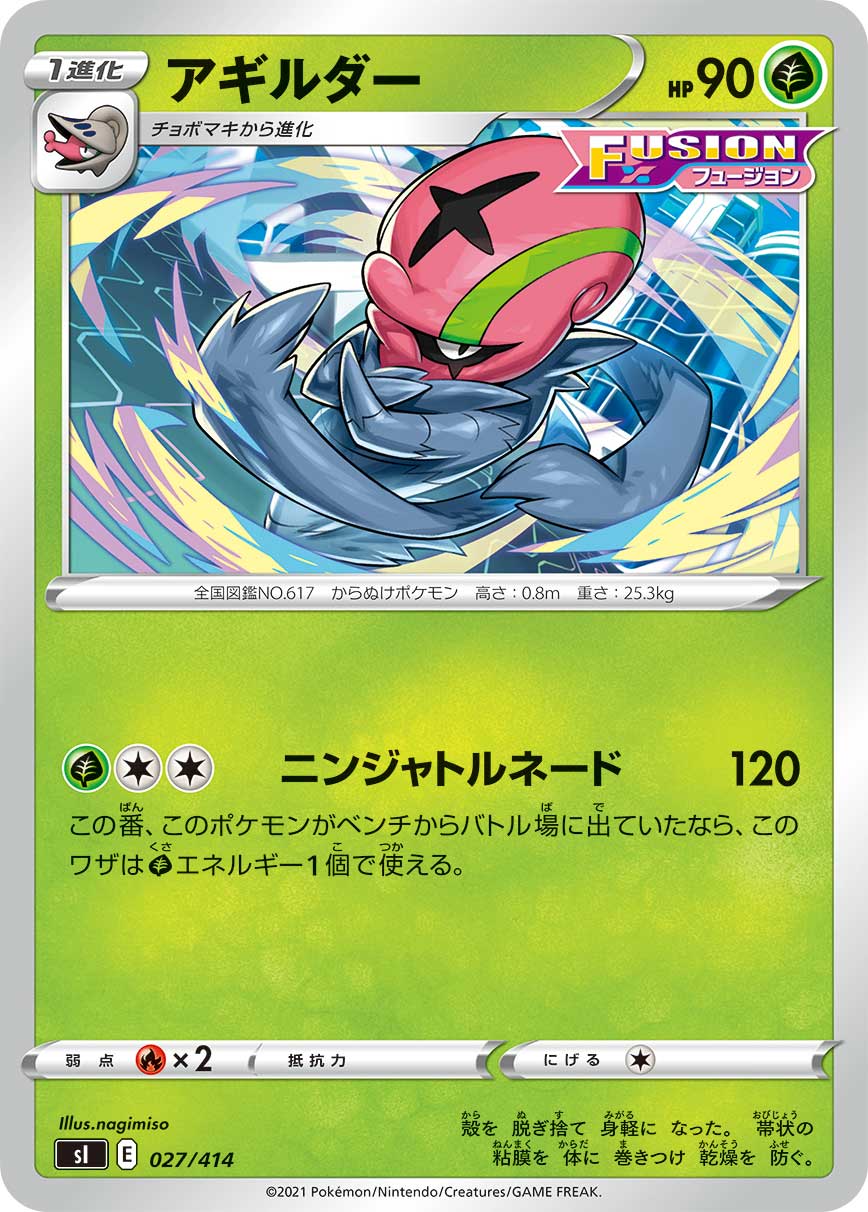 1進化 アギルダー HP90
チョボマキから進化
FUSION
フュージョン
全国図鑑NO.617 からぬけポケモン 高さ:0.8m 重さ:25.3kg
ニンジャトルネード 120
この番、このポケモンがベンチからバトル場に出ていたなら、この
ワザはエネルギー1個で使える。
弱点 ×2 抵抗力 にげる
Illus.nagimiso
sI E 027/414
殻を 脱ぎ捨て 身軽に なった。 帯状の
粘膜を 体に 巻きつけ 乾燥を 防ぐ。
©2021 Pokémon/Nintendo/Creatures/GAME FREAK.